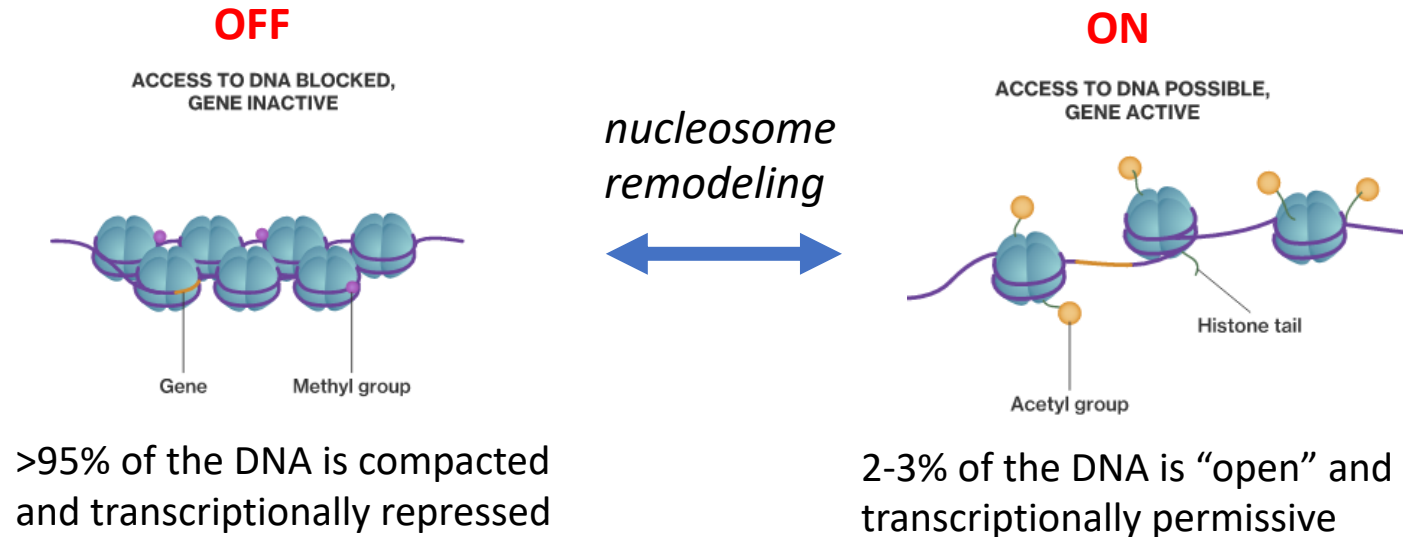 OFF
ACCESS TO DNA BLOCKED,
GENE INACTIVE
Gene
Methyl group
>95% of the DNA is compacted
and transcriptionally repressed
nucleosome
remodeling
ON
ACCESS TO DNA POSSIBLE,
GENE ACTIVE
Histone tail
Acetyl group
2-3% of the DNA is “open” and
transcriptionally permissive